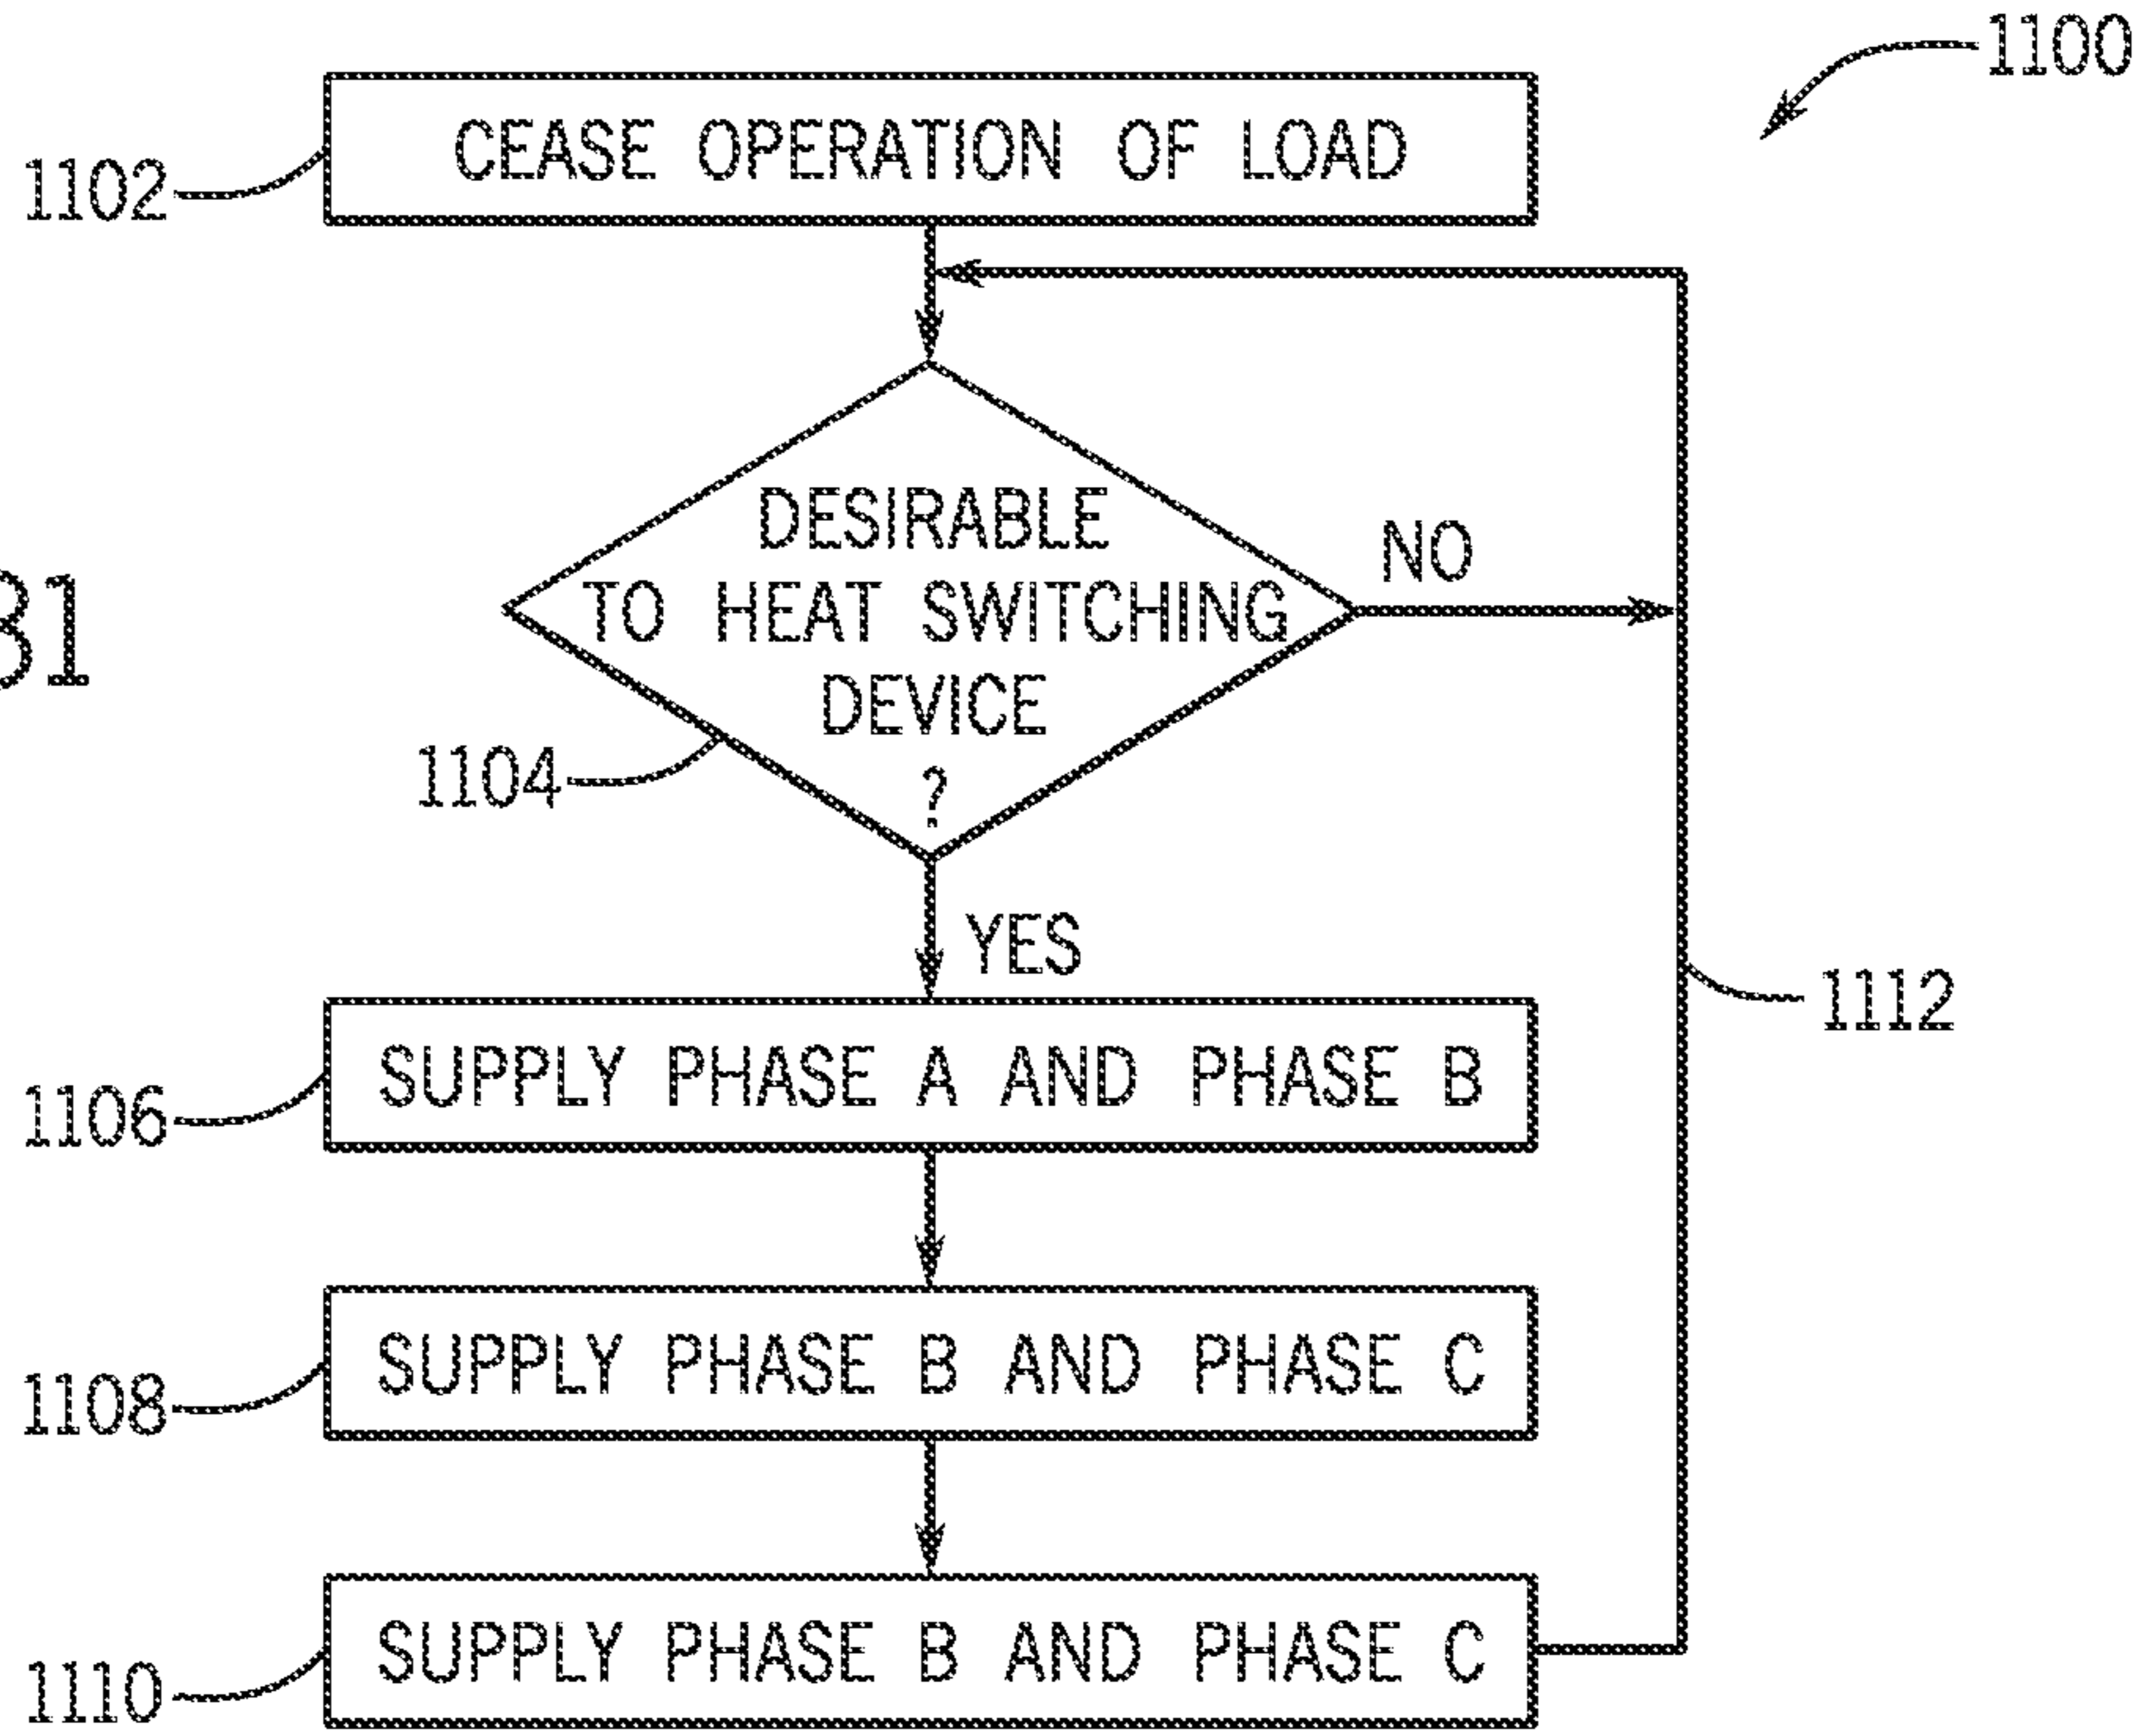 1100
CEASE OPERATION OF LOAD
1102
DESIRABLE
TO HEAT SWITCHING
DEVICE
?
NO
31
1104
YES
1112
SUPPLY PHASE A AND PHASE B
1106
SUPPLY PHASE B AND PHASE C
1108
SUPPLY PHASE B AND PHASE C
1110